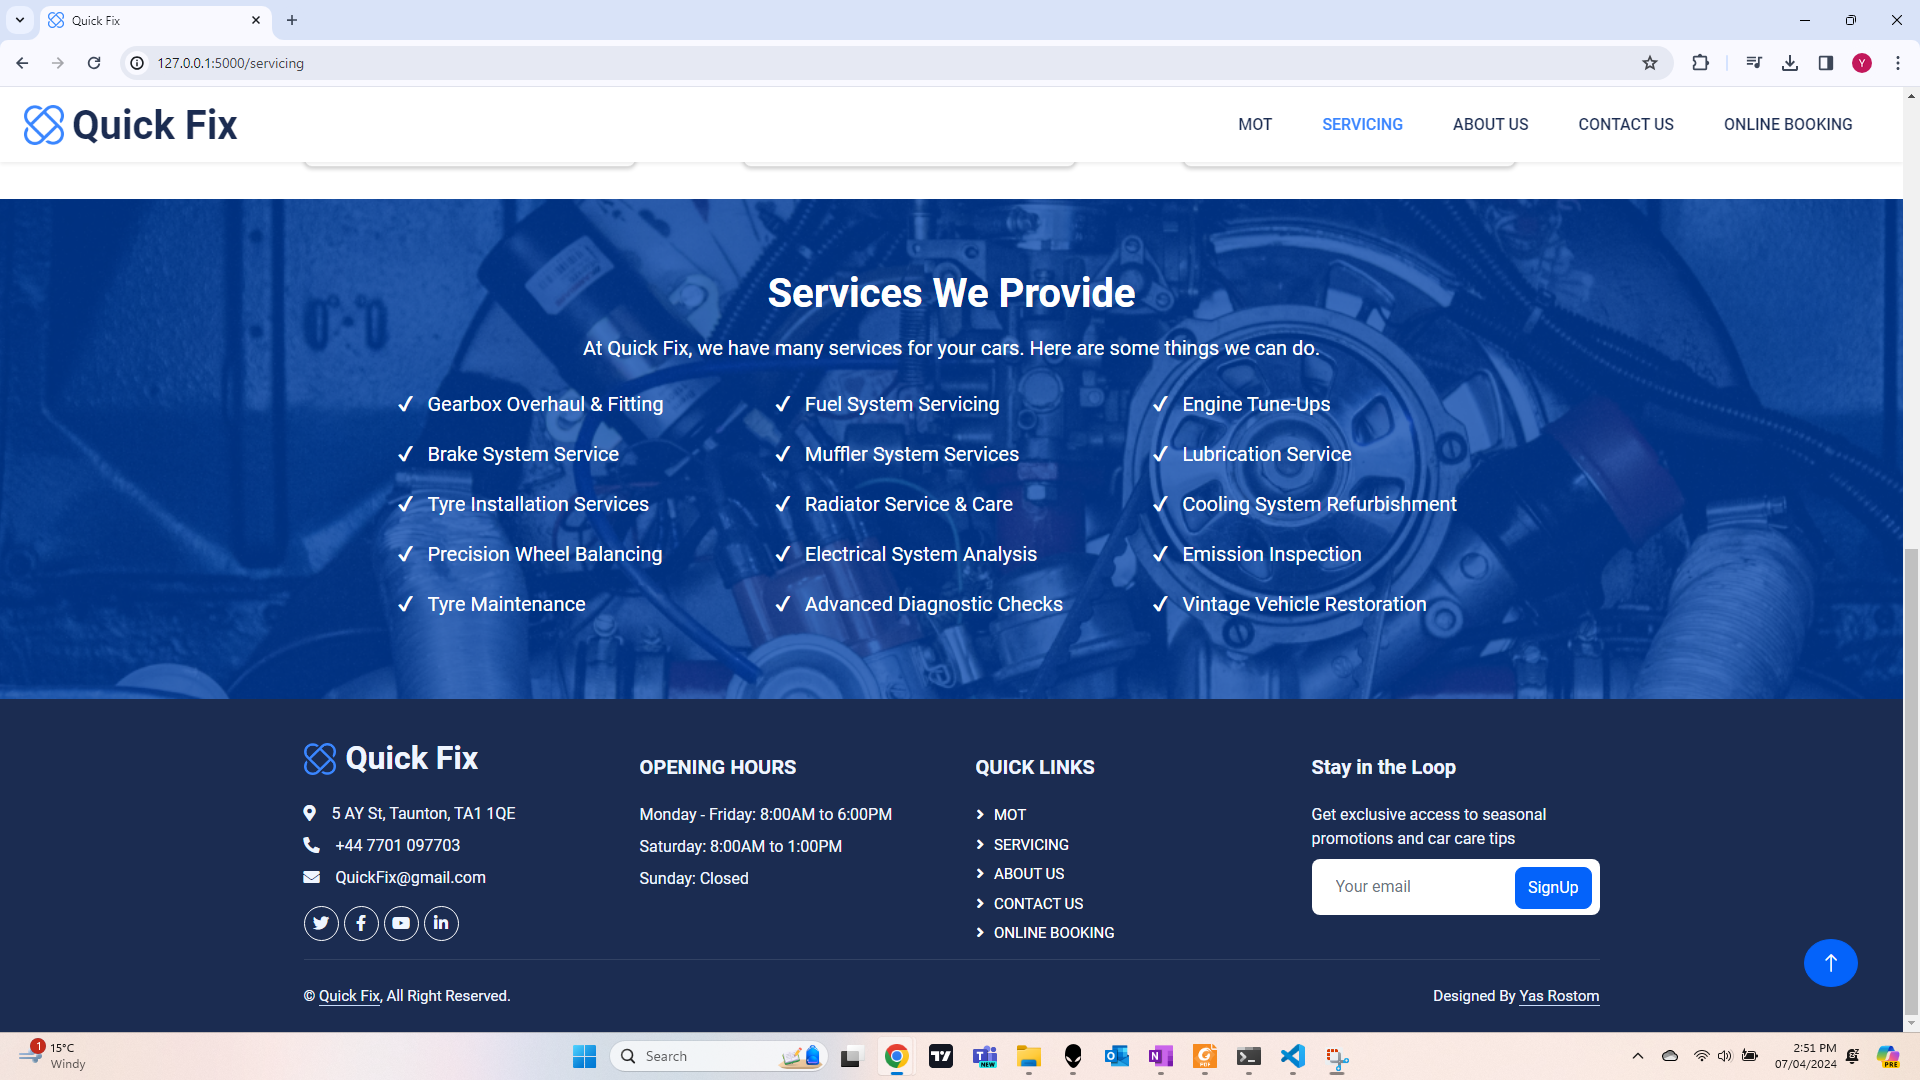 Quick Fix
127.0.0.1:5000/servicing
Y
Quick Fix
MOT
SERVICING
ABOUT US
CONTACT US
ONLINE BOOKING
Services We Provide
At Quick Fix, we have many services for your cars. Here are some things we can do.
Gearbox Overhaul & Fitting
Brake System Service
Tyre Installation Services
Precision Wheel Balancing
Tyre Maintenance
Fuel System Servicing
Muffler System Services
Radiator Service & Care
Electrical System Analysis
Advanced Diagnostic Checks
Engine Tune-Ups
Lubrication Service
Cooling System Refurbishment
Emission Inspection
Vintage Vehicle Restoration
Quick Fix
5 AY St, Taunton, TA1 1QE
+44 7701 097703
QuickFix@gmail.com
OPENING HOURS
Monday - Friday: 8:00AM to 6:00PM
Saturday: 8:00AM to 1:00PM
Sunday: Closed
QUICK LINKS
MOT
SERVICING
ABOUT US
CONTACT US
ONLINE BOOKING
Stay in the Loop
Get exclusive access to seasonal
promotions and car care tips
Your email
SignUp
© Quick Fix, All Right Reserved.
Designed By Yas Rostom
1
15°C
Windy
Search
NEW
PDF
2:51 PM
07/04/2024
PRE